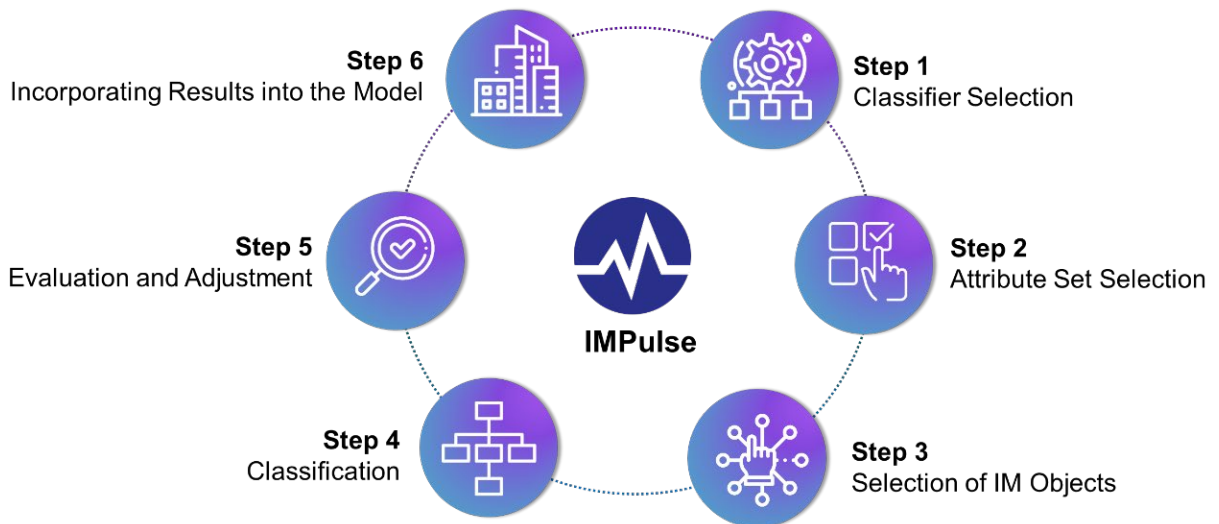 Step 1
Classifier Selection
Step 2
Attribute Set Selection
Step 3
Selection of IM Objects
Step 4
Classification
Step 5
Evaluation and Adjustment
Step 6
Incorporating Results into the Model
IMPulse